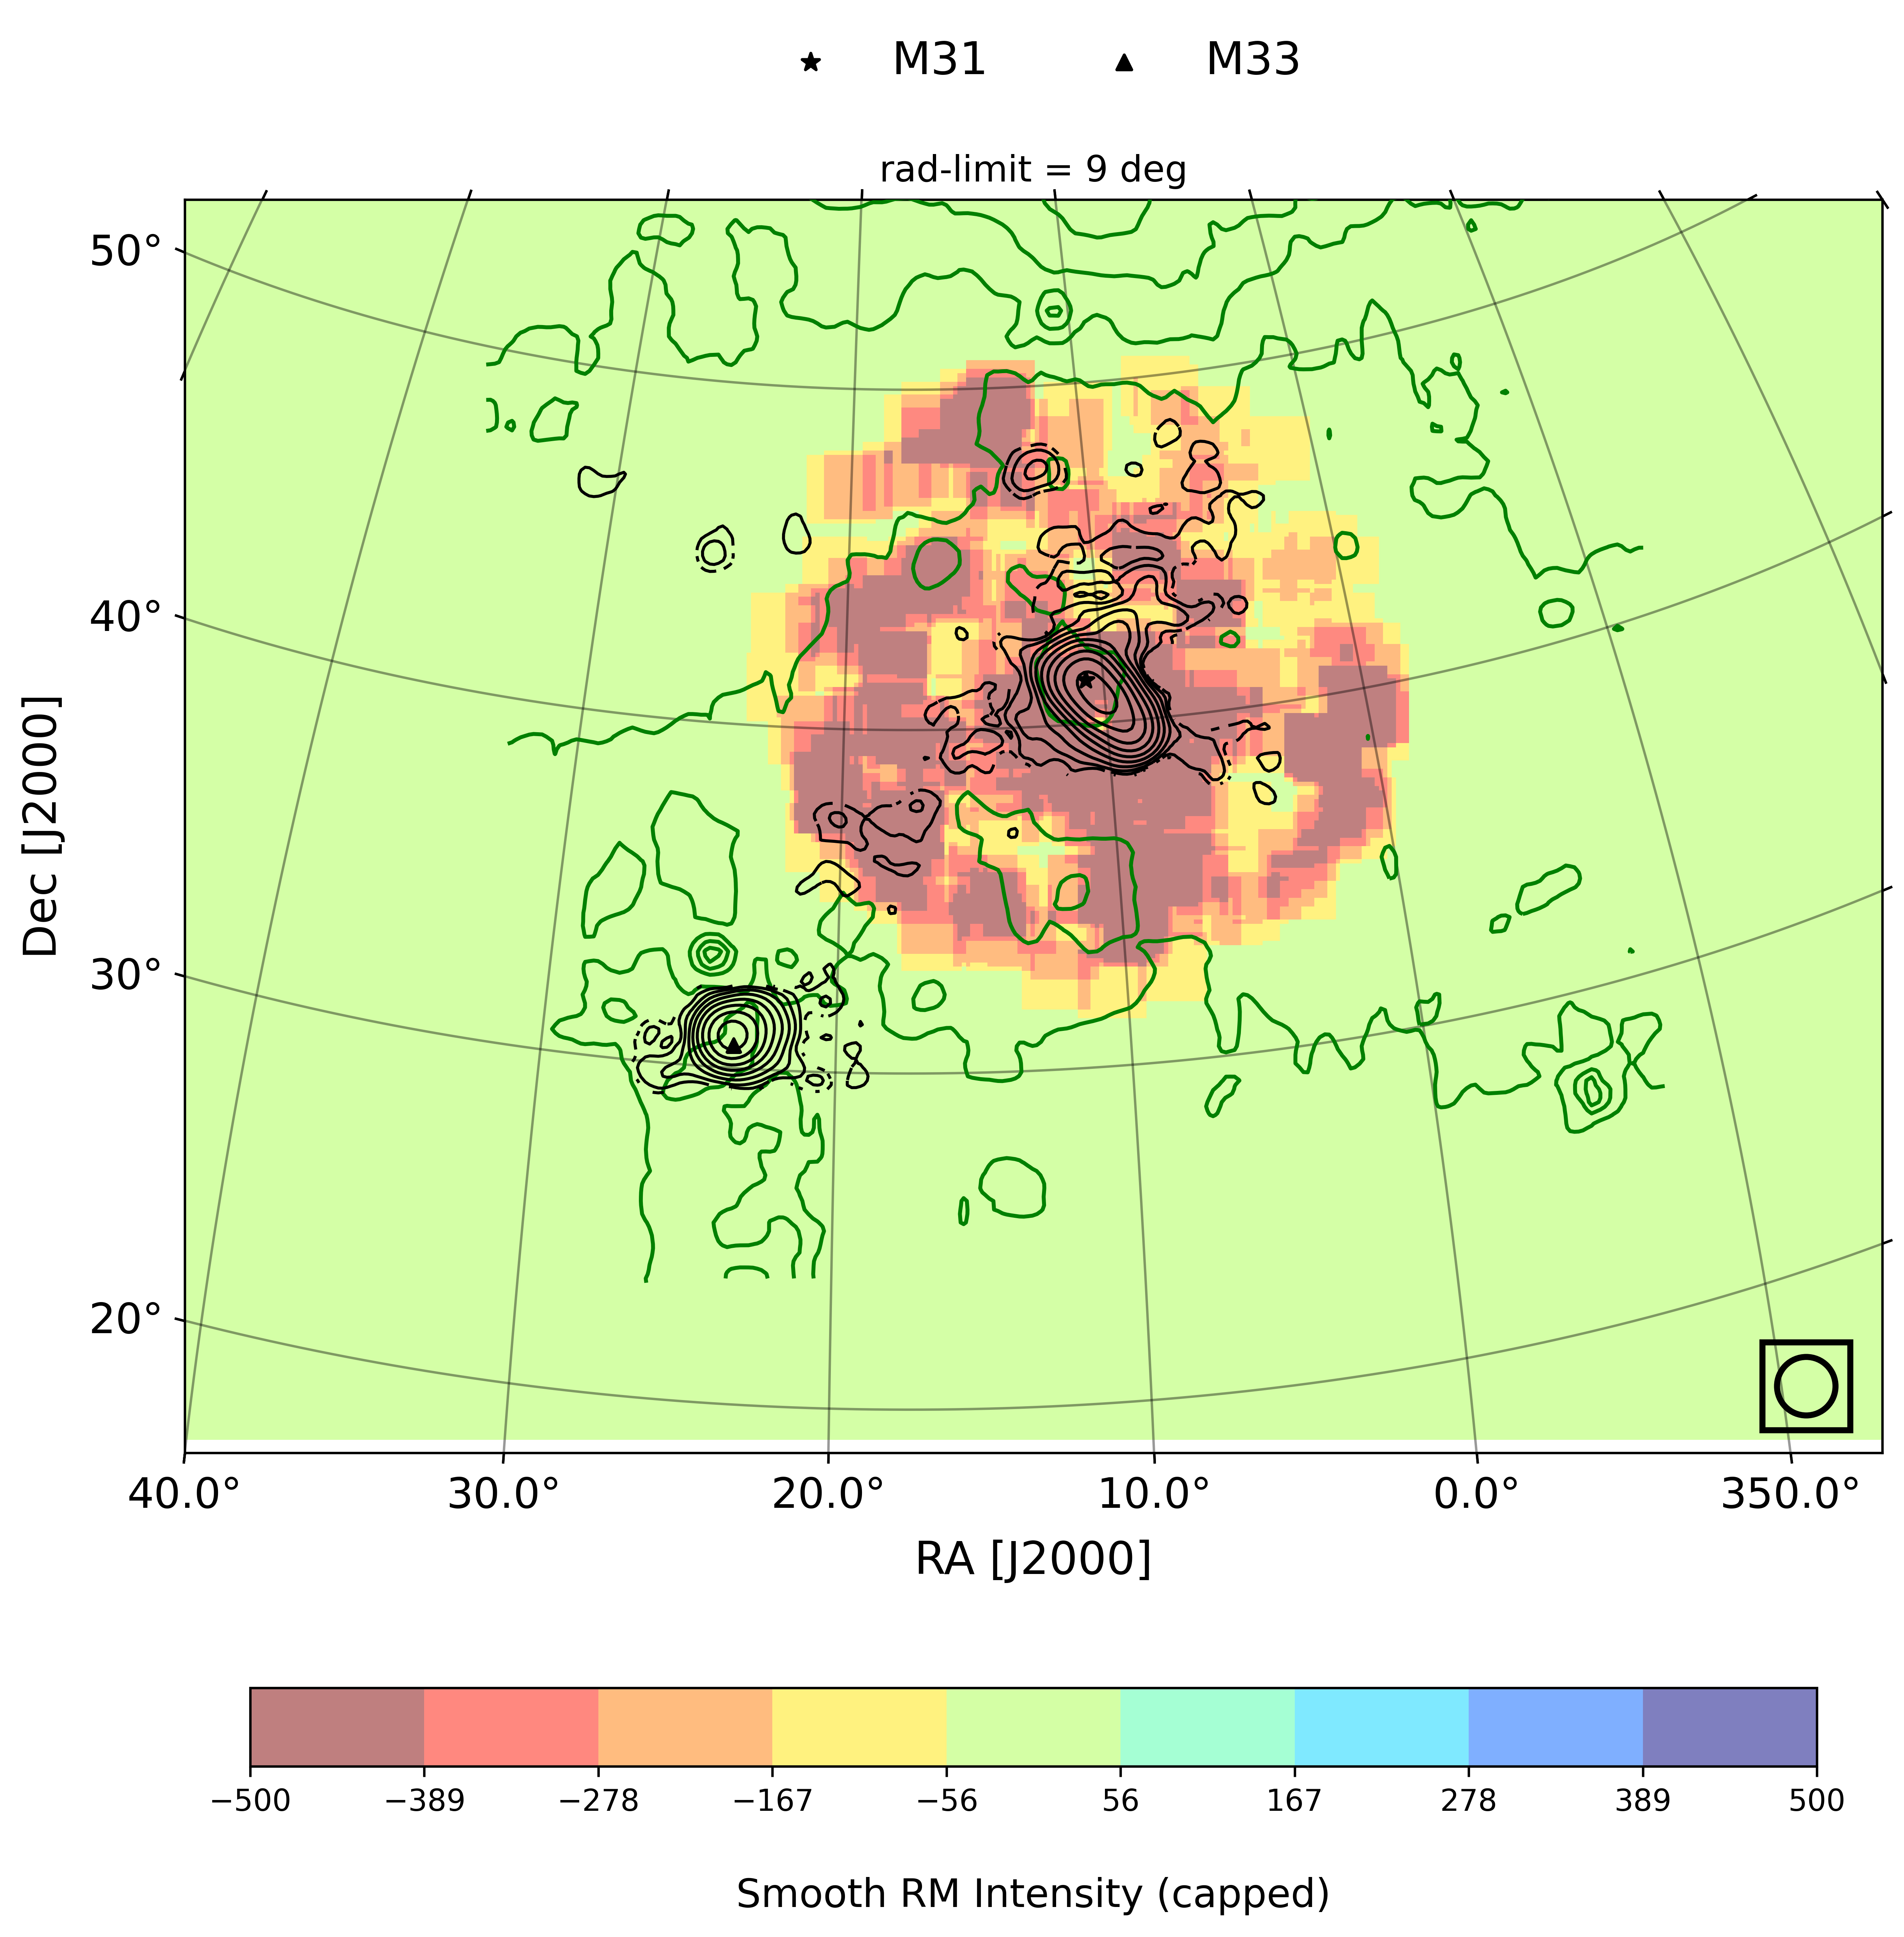 M31 M33
rad-limit = 9 deg
50°
40°
30°
20°
Dec [J2000]
40.0° 30.0° 20.0° 10.0° 0.0° 350.0°
RA [J2000]
−500 −389 −278 −167 −56 56 167 278 389 500
Smooth RM Intensity (capped)